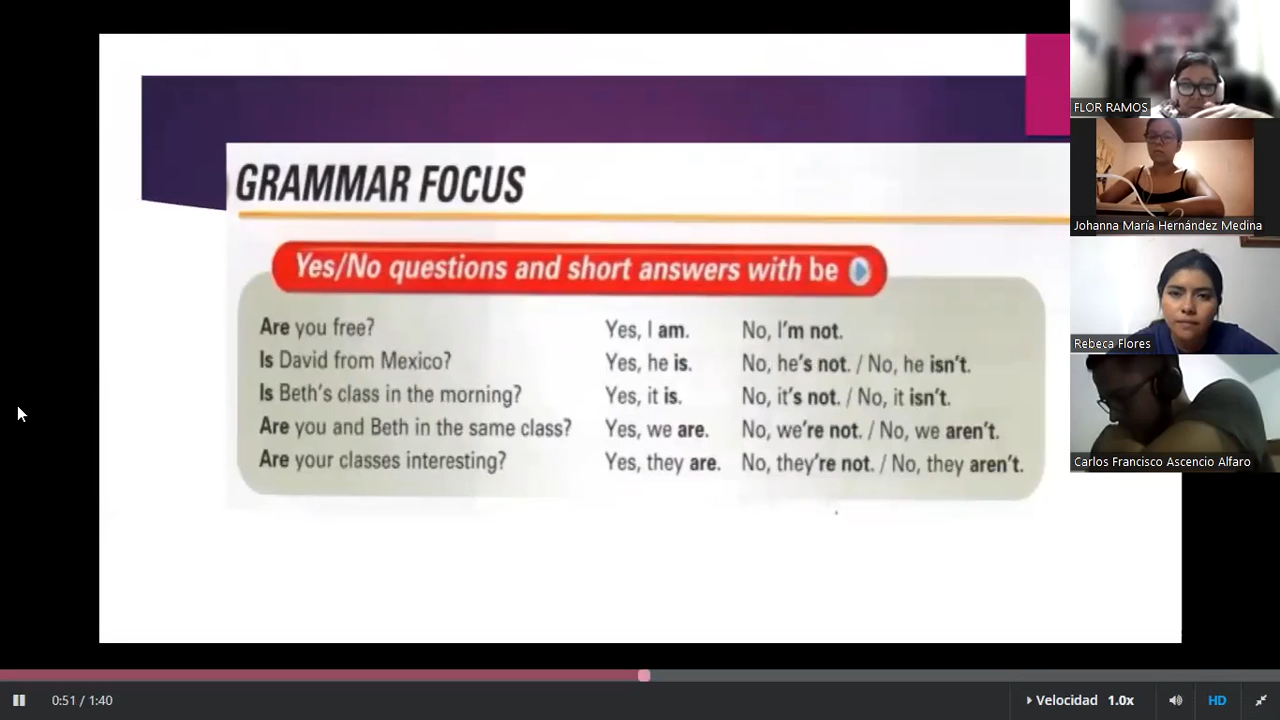 GRAMMAR FOCUS
Yes/No questions and short answers with be
Are you free? Yes, I am. No, I'm not.
Is David from Mexico? Yes, he is. No, he's not. / No, he isn't.
Is Beth's class in the morning? Yes, it is. No, it's not. / No, it isn't.
Are you and Beth in the same class? Yes, we are. No, we're not. / No, we aren't.
Are your classes interesting? Yes, they are. No, they're not. / No, they aren't.
FLOR RAMOS
Johanna María Hernández Medina
Rebeca Flores
Carlos Francisco Ascencio Alfaro
0:51 / 1:40
Velocidad 1.0x
HD